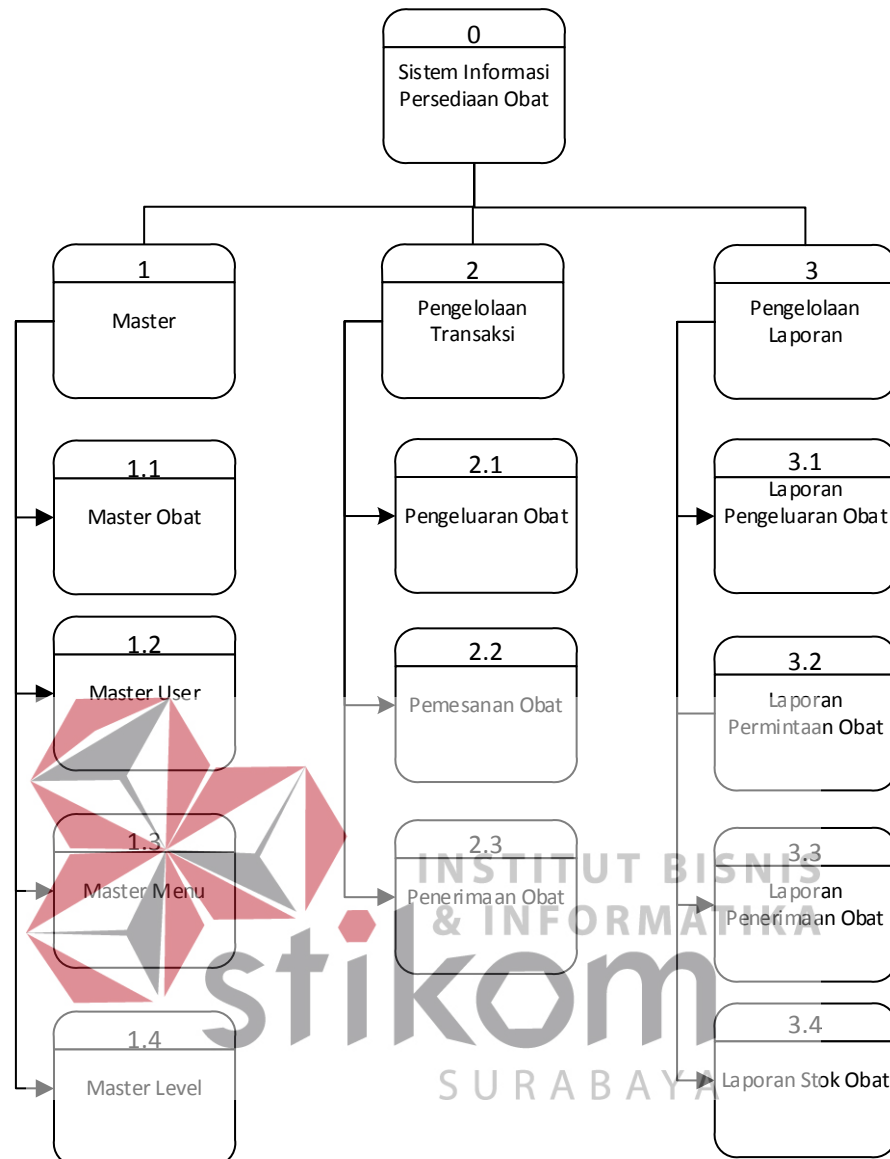 0
Sistem Informasi
Persediaan Obat
1
Master
2
Pengelolaan
Transaksi
3
Pengelolaan
Laporan
1.1
Master Obat
2.1
Pengeluaran Obat
3.1
Laporan
Pengeluaran Obat
1.2
Master User
2.2
Pemesanan Obat
3.2
Laporan
Permintaan Obat
1.3
Master Menu
2.3
Penerimaan Obat
3.3
Laporan
Penerimaan Obat
1.4
Master Level
3.4
Laporan Stok Obat
INSTITUT BISNIS
& INFORMATIKA
stikom
SURABAYA